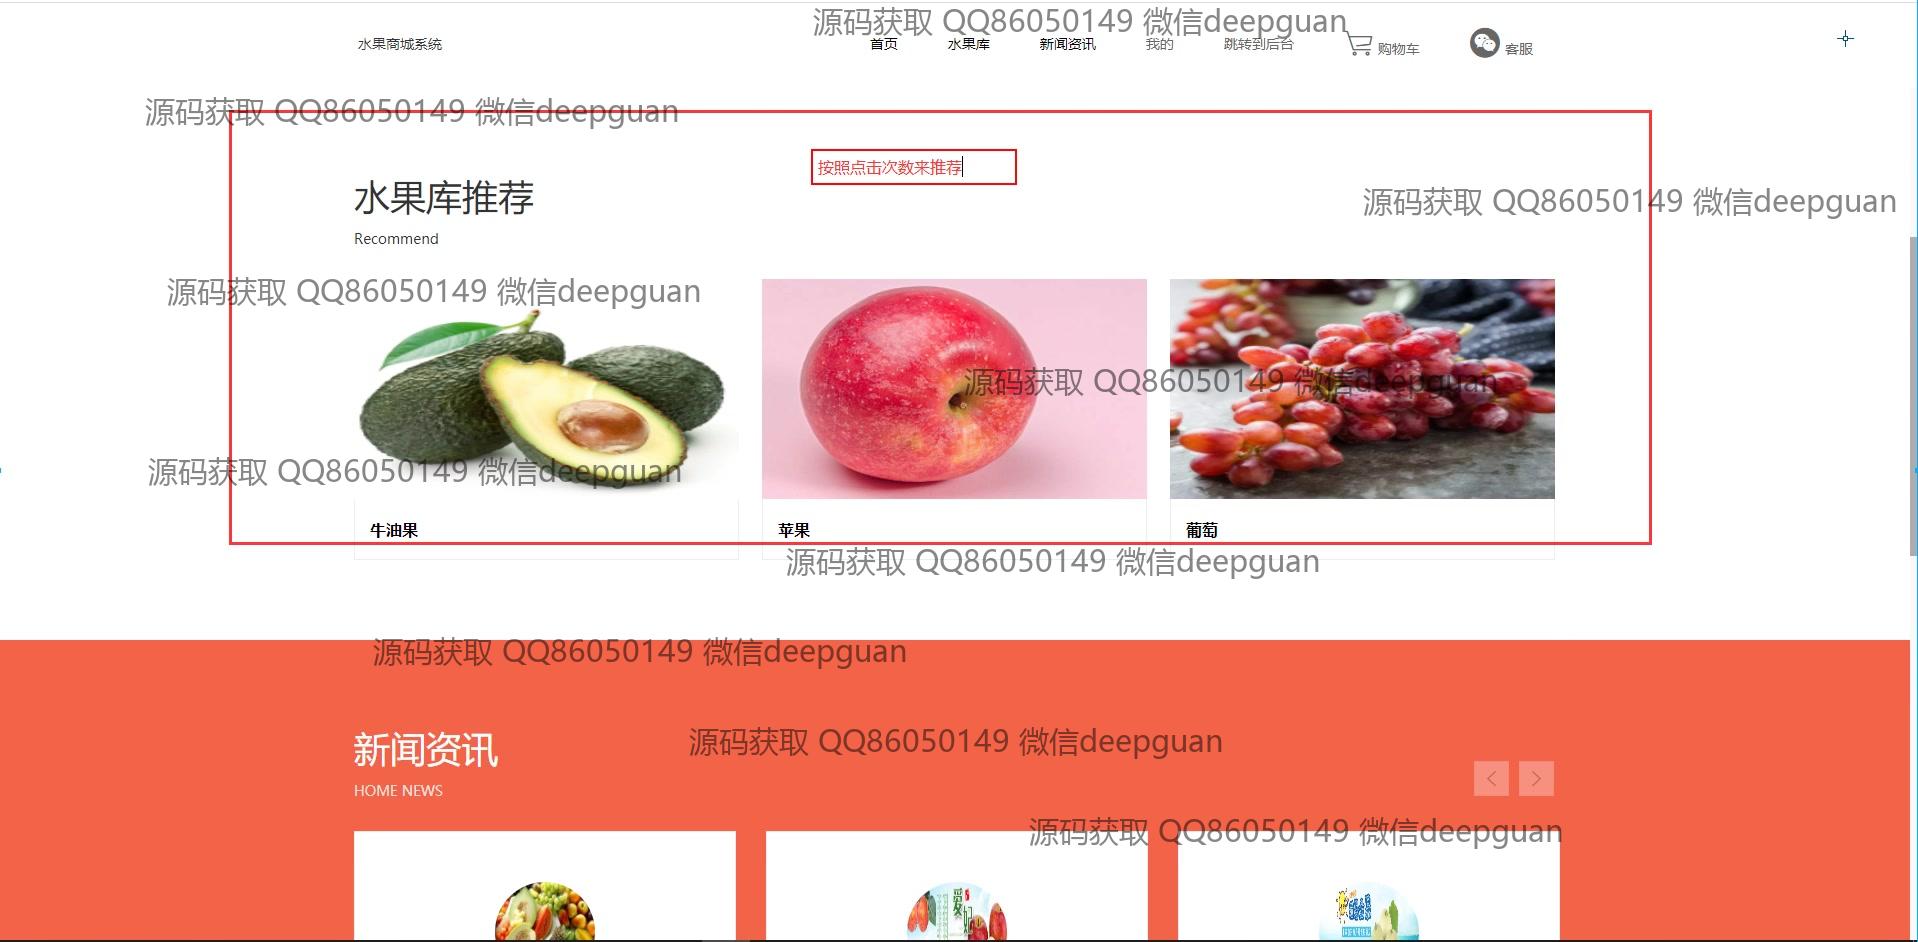 源码获取 QQ86050149 微信deepguan
水果商城系统
首页
水果库
新闻资讯
我的
跳转到后台
购物车
客服
源码获取 QQ86050149 微信deepguan
按照点击次数来推荐
水果库推荐
源码获取 QQ86050149 微信deepguan
Recommend
源码获取 QQ86050149 微信deepguan
源码获取 QQ86050149 微信deepguan
源码获取 QQ86050149 微信deepguan
牛油果
苹果
葡萄
源码获取 QQ86050149 微信deepguan
源码获取 QQ86050149 微信deepguan
新闻资讯
源码获取 QQ86050149 微信deepguan
HOME NEWS
源码获取 QQ86050149 微信deepguan
爱